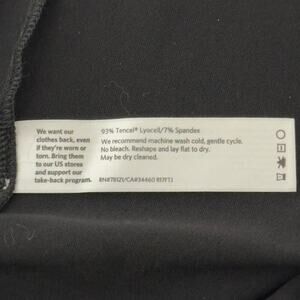 We want our
clothes back, even
if they're worn or
torn. Bring them
to our US stores
and support our
take-back program.
93% Tencel® Lyocell/7% Spandex
We recommend machine wash cold, gentle cycle.
No bleach. Reshape and lay flat to dry.
May be dry cleaned.
RN#78121/CA#34460 R17FTJ